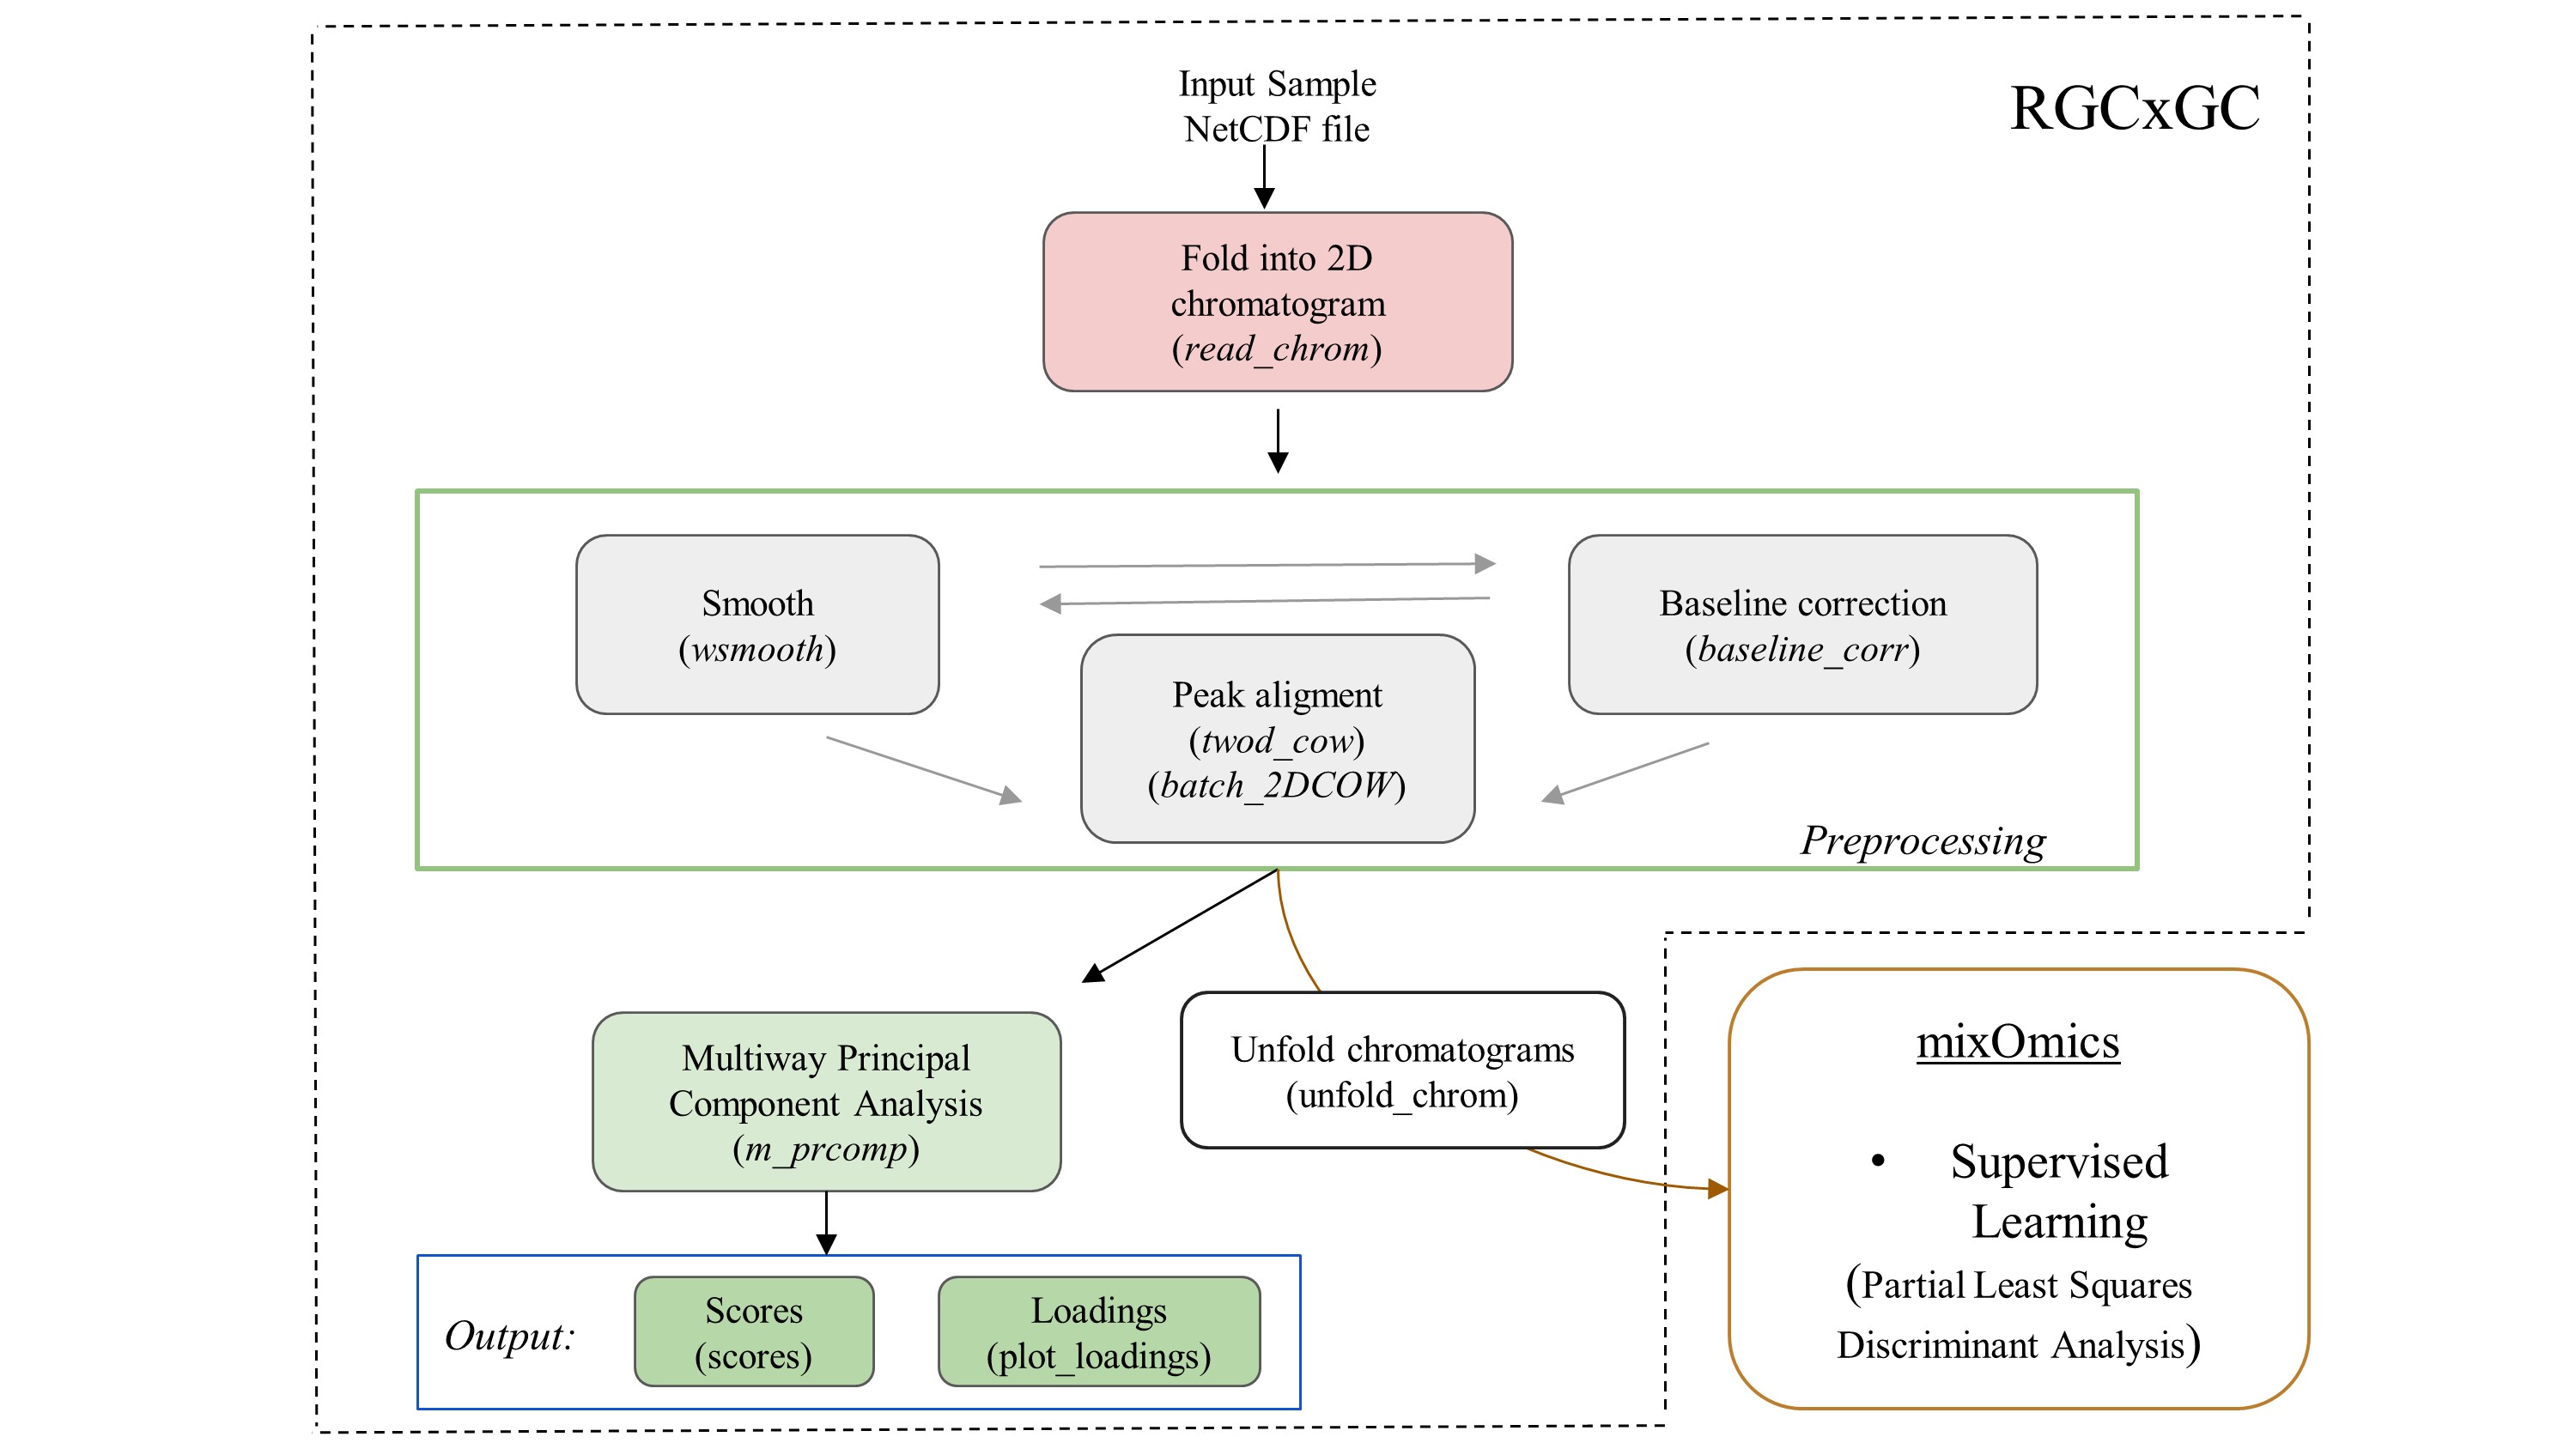 Input Sample
NetCDF file
RGCxGC
Fold into 2D
chromatogram
(read_chrom)
Smooth
(wsmooth)
Baseline correction
(baseline_corr)
Peak aligment
(twod_cow)
(batch_2DCOW)
Preprocessing
Multiway Principal
Component Analysis
(m_prcomp)
Unfold chromatograms
(unfold_chrom)
mixOmics
• Supervised
Learning
(Partial Least Squares
Discriminant Analysis)
Output:
Scores
(scores)
Loadings
(plot_loadings)